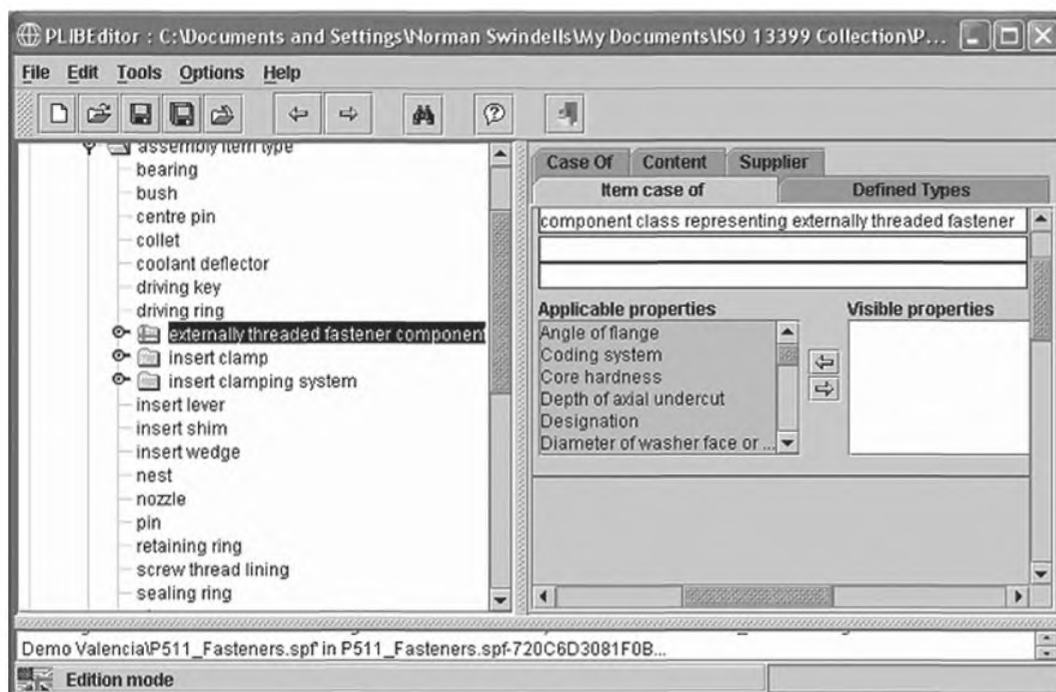 PLIBEditor : C:\Documents and Settings\Norman Swindells\My Documents\ISO 13399 Collection\P...
File Edit Tools Options Help
assembly item type
bearing
bush
centre pin
collet
coolant deflector
driving key
driving ring
externally threaded fastener component
insert clamp
insert clamping system
insert lever
insert shim
insert wedge
nest
nozzle
pin
retaining ring
screw thread lining
sealing ring
Case Of Content Supplier
Item case of Defined Types
component class representing externally threaded fastener
Applicable properties Visible properties
Angle of flange
Coding system
Core hardness
Depth of axial undercut
Designation
Diameter of washer face or ...
Demo Valencia\P511_Fasteners.spf' in P511_Fasteners.spf-720C6D3081F0B...
Edition mode